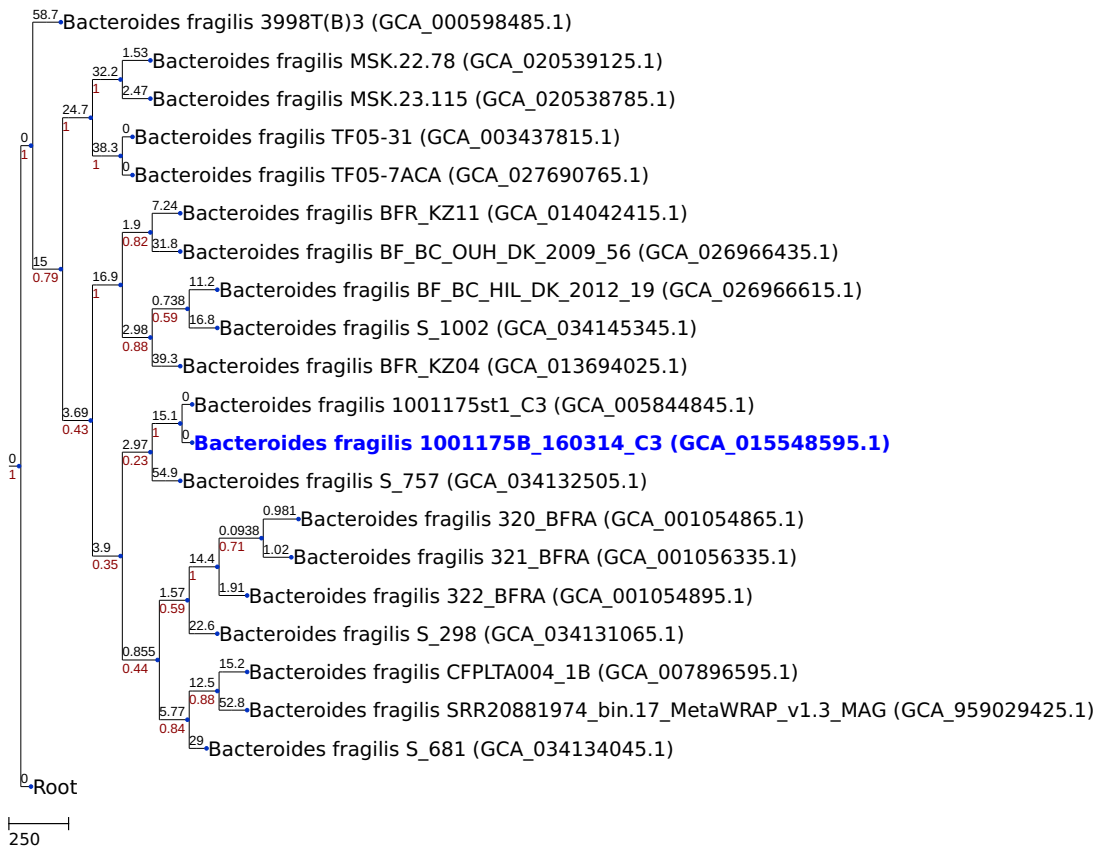 58.7
Bacteroides fragilis 3998T(B)3 (GCA_000598485.1)
1.53
Bacteroides fragilis MSK.22.78 (GCA_020539125.1)
32.2
1
2.47
Bacteroides fragilis MSK.23.115 (GCA_020538785.1)
24.7
1
0
Bacteroides fragilis TF05-31 (GCA_003437815.1)
0
1
38.3
1
0
Bacteroides fragilis TF05-7ACA (GCA_027690765.1)
7.24
Bacteroides fragilis BFR_KZ11 (GCA_014042415.1)
1.9
0.82
31.8
Bacteroides fragilis BF_BC_OUH_DK_2009_56 (GCA_026966435.1)
15
0.79
16.9
1
11.2
Bacteroides fragilis BF_BC_HIL_DK_2012_19 (GCA_026966615.1)
0.738
0.59
16.8
Bacteroides fragilis S_1002 (GCA_034145345.1)
2.98
0.88
39.3
Bacteroides fragilis BFR_KZ04 (GCA_013694025.1)
0
Bacteroides fragilis 1001175st1_C3 (GCA_005844845.1)
3.69
0.43
15.1
1
0
Bacteroides fragilis 1001175B_160314_C3 (GCA_015548595.1)
2.97
0.23
0
1
54.9
Bacteroides fragilis S_757 (GCA_034132505.1)
0.981
Bacteroides fragilis 320_BFRA (GCA_001054865.1)
0.0938
0.71
1.02
Bacteroides fragilis 321_BFRA (GCA_001056335.1)
3.9
0.35
14.4
1
1.91
Bacteroides fragilis 322_BFRA (GCA_001054895.1)
1.57
0.59
22.6
Bacteroides fragilis S_298 (GCA_034131065.1)
0.855
0.44
15.2
Bacteroides fragilis CFPLTA004_1B (GCA_007896595.1)
12.5
0.88
52.8
Bacteroides fragilis SRR20881974_bin.17_MetaWRAP_v1.3_MAG (GCA_959029425.1)
5.77
0.84
29
Bacteroides fragilis S_681 (GCA_034134045.1)
0
Root
250